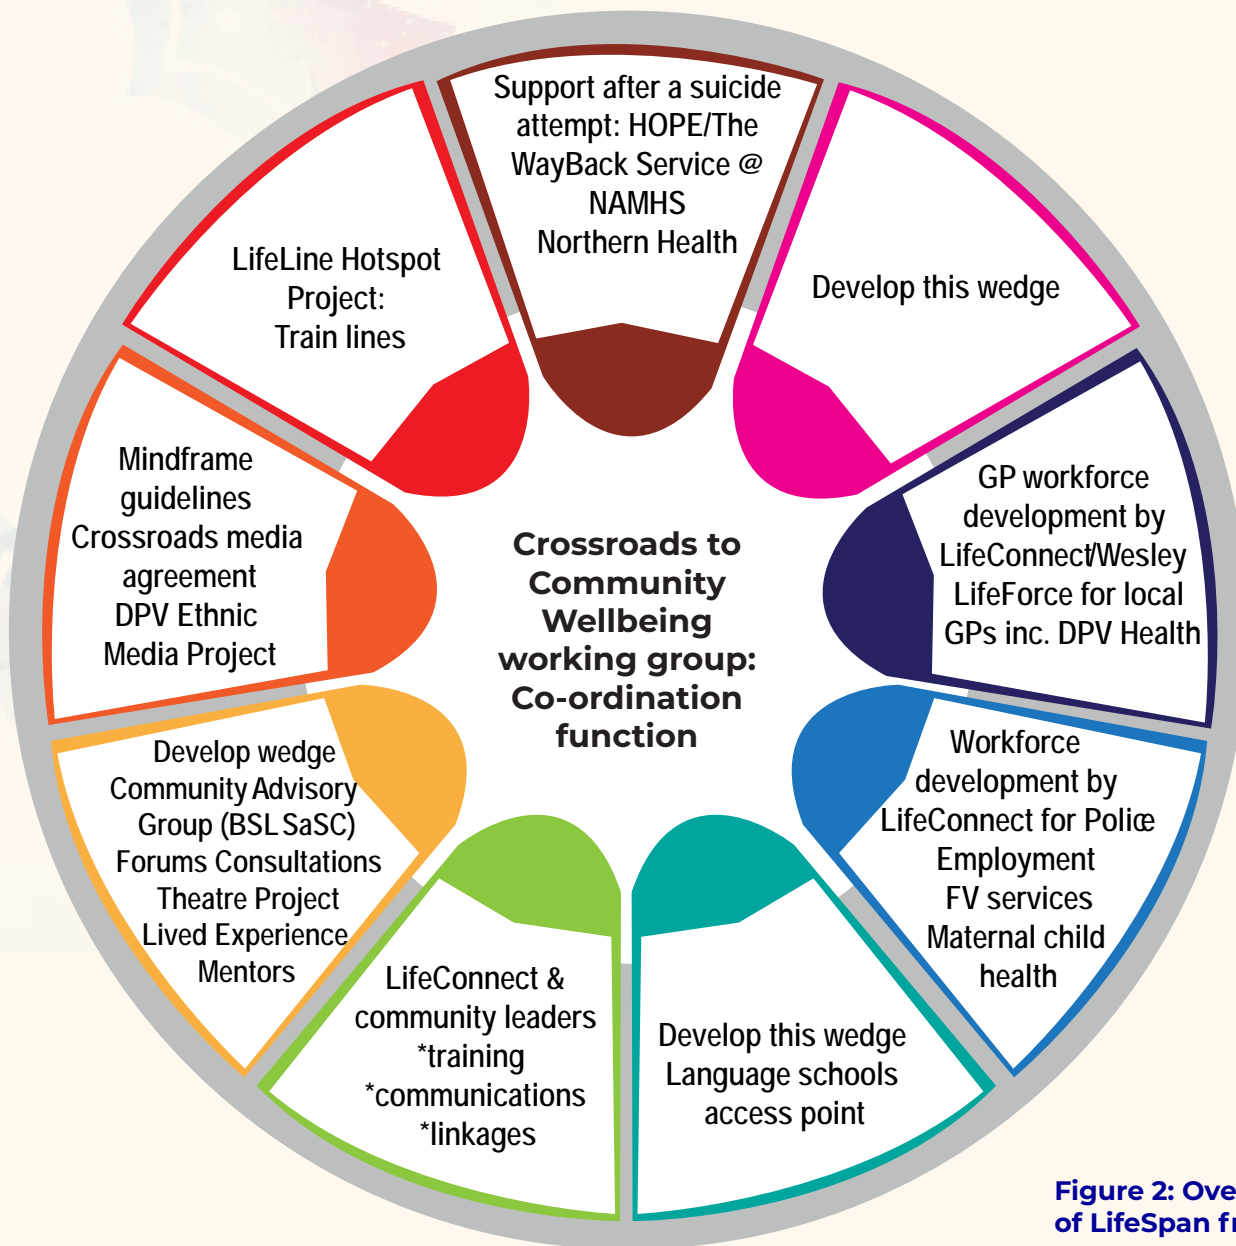 Support after a suicide
attempt: HOPE/The
WayBack Service @
NAMHS
Northern Health
Develop this wedge
GP workforce
development by
LifeConnect/Wesley
LifeForce for local
GPs inc. DPV Health
Workforce
development by
LifeConnect for Police
Employment
FV services
Maternal child
health
Develop this wedge
Language schools
access point
LifeConnect &
community leaders
*training
*communications
*linkages
Develop wedge
Community Advisory
Group (BSL SaSC)
Forums Consultations
Theatre Project
Lived Experience
Mentors
Mindframe
guidelines
Crossroads media
agreement
DPV Ethnic
Media Project
LifeLine Hotspot
Project:
Train lines
Crossroads to
Community
Wellbeing
working group:
Co-ordination
function
Figure 2: Ove
of LifeSpan fr